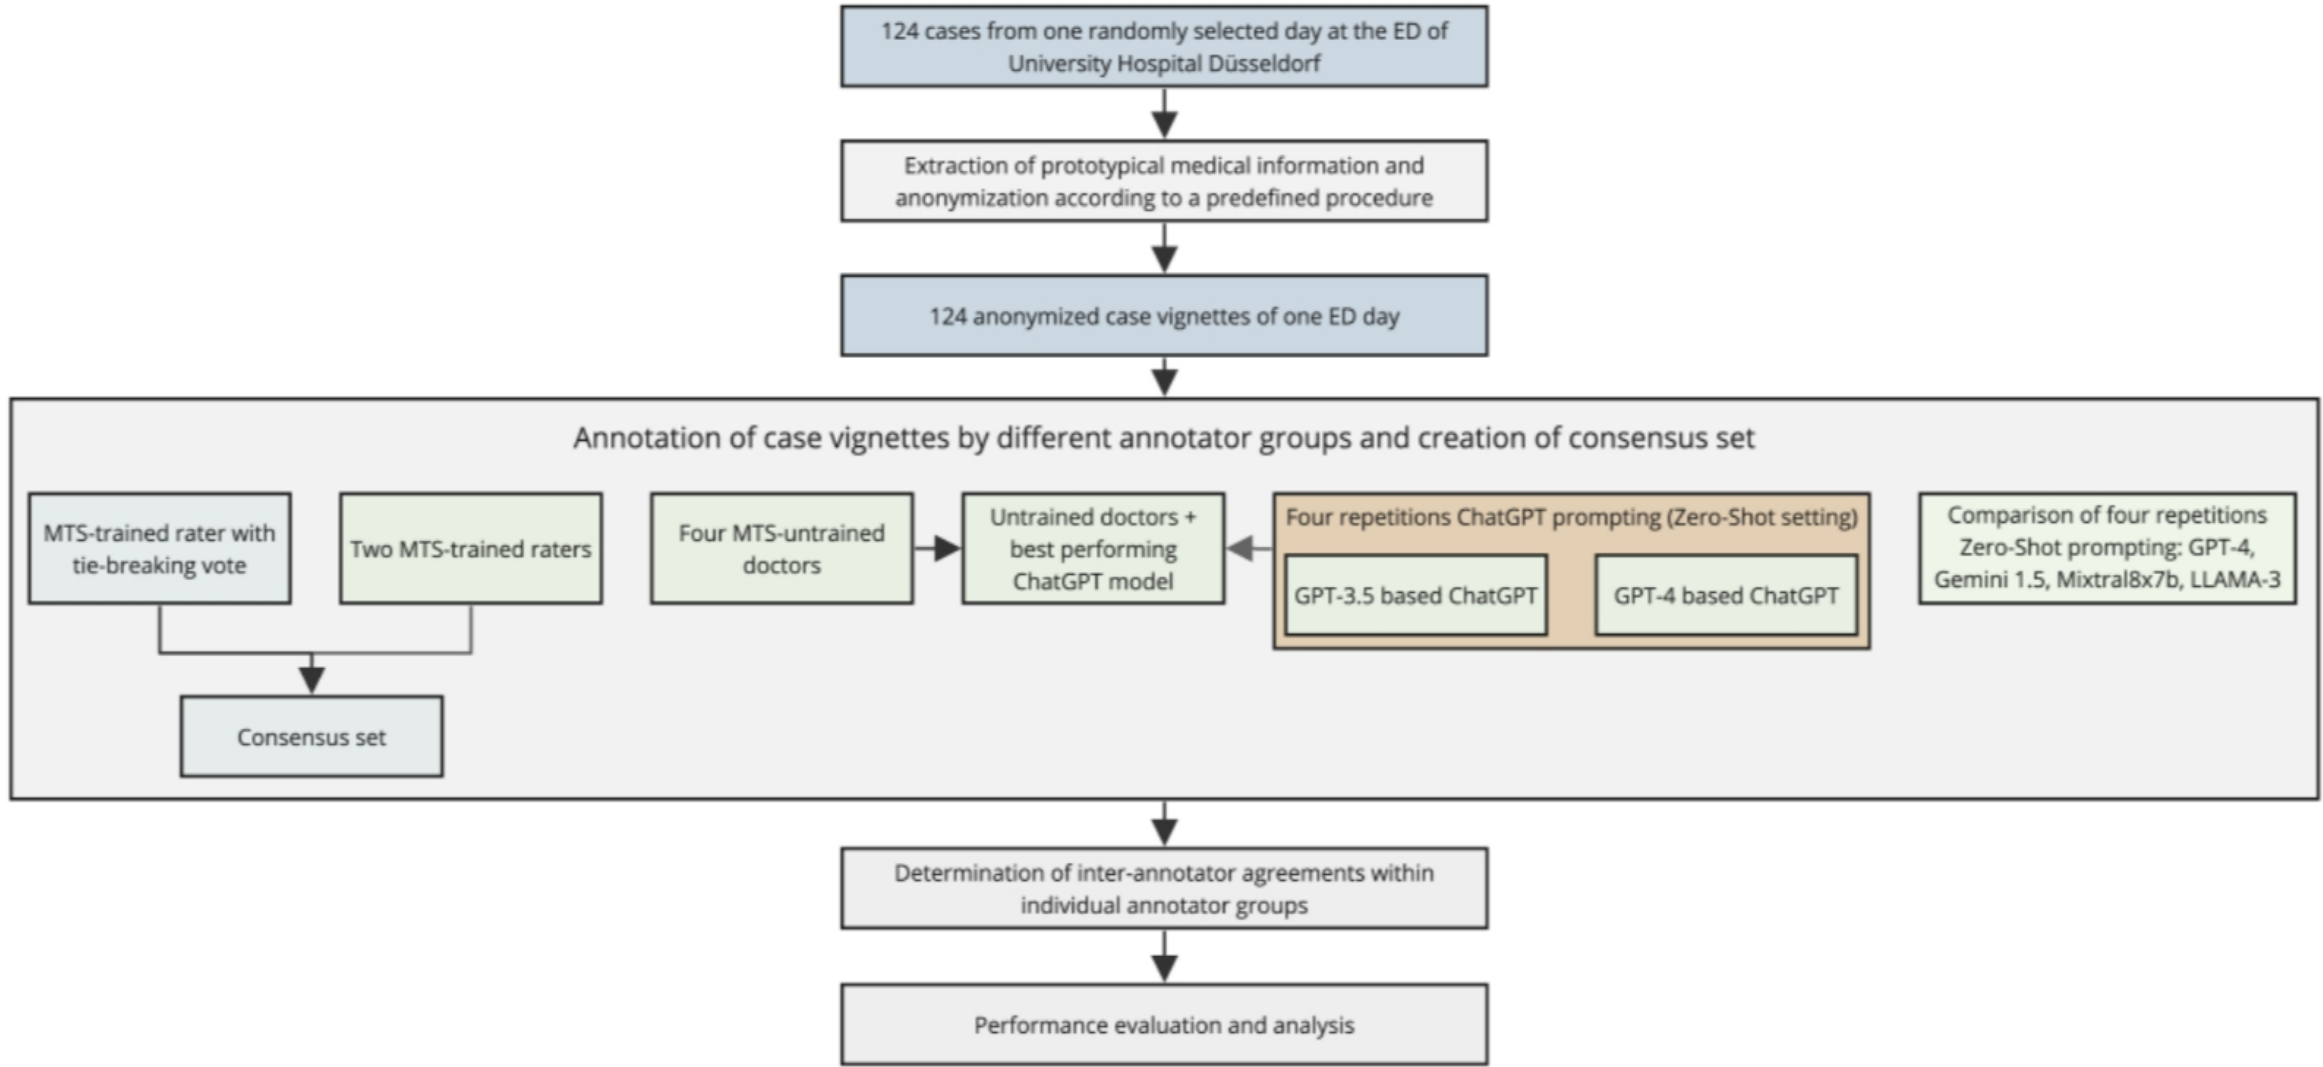 124 cases from one randomly selected day at the ED of
University Hospital Düsseldorf
Extraction of prototypical medical information and
anonymization according to a predefined procedure
124 anonymized case vignettes of one ED day
Annotation of case vignettes by different annotator groups and creation of consensus set
MTS-trained rater with
tie-breaking vote
Two MTS-trained raters
Four MTS-untrained
doctors
Untrained doctors +
best performing
ChatGPT model
Four repetitions ChatGPT prompting (Zero-Shot setting)
GPT-3.5 based ChatGPT
GPT-4 based ChatGPT
Comparison of four repetitions
Zero-Shot prompting: GPT-4,
Gemini 1.5, Mixtral8x7b, LLAMA-3
Consensus set
Determination of inter-annotator agreements within
individual annotator groups
Performance evaluation and analysis